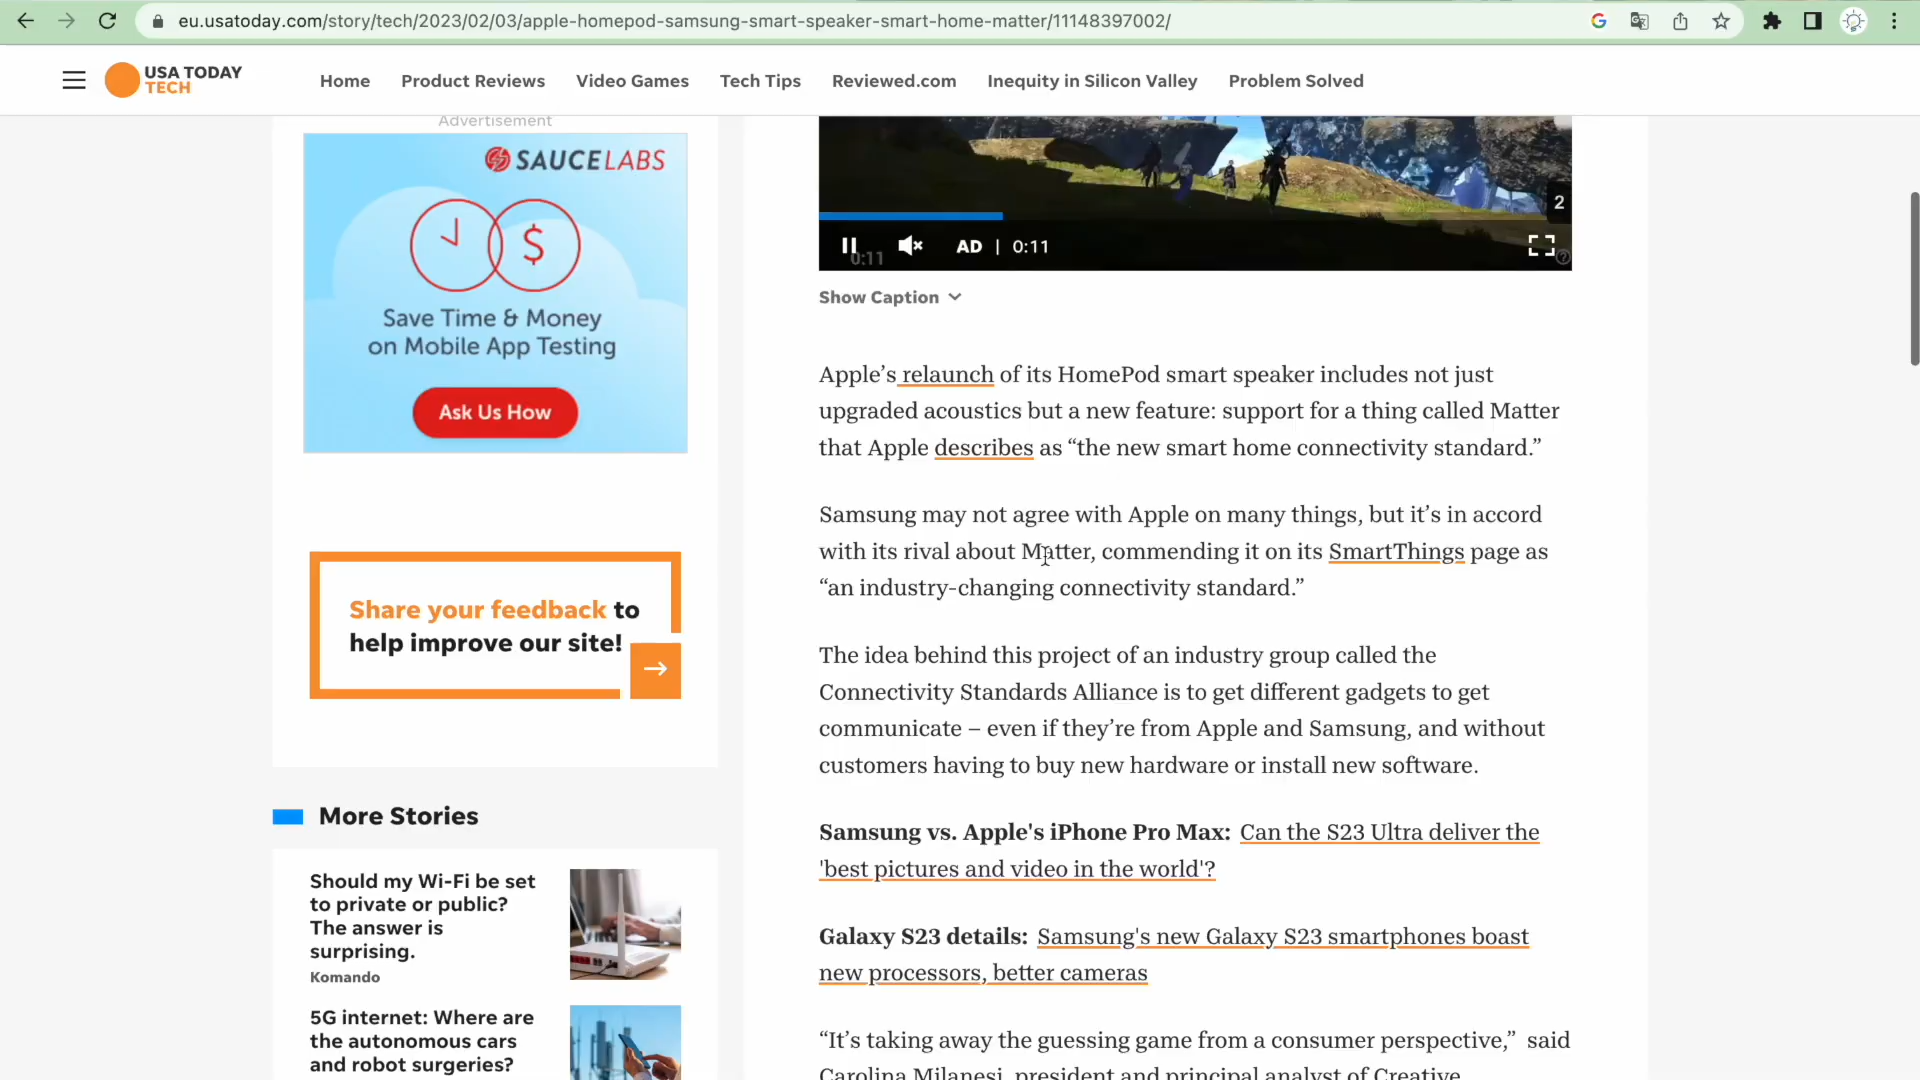 eu.usatoday.com/story/tech/2023/02/03/apple-homepod-samsung-smart-speaker-smart-home-matter/11148397002/
USA TODAY
TECH
Home
Product Reviews
Video Games
Tech Tips
Reviewed.com
Inequity in Silicon Valley
Problem Solved
Advertisement
SAUCELABS
$
Save Time & Money
on Mobile App Testing
Ask Us How
Share your feedback to
help improve our site!
More Stories
Should my Wi-Fi be set
to private or public?
The answer is
surprising.
Komando
5G internet: Where are
the autonomous cars
and robot surgeries?
2
0:11
AD | 0:11
Show Caption
Apple’s relaunch of its HomePod smart speaker includes not just
upgraded acoustics but a new feature: support for a thing called Matter
that Apple describes as “the new smart home connectivity standard.”
Samsung may not agree with Apple on many things, but it’s in accord
with its rival about Matter, commending it on its SmartThings page as
“an industry-changing connectivity standard.”
The idea behind this project of an industry group called the
Connectivity Standards Alliance is to get different gadgets to get
communicate – even if they’re from Apple and Samsung, and without
customers having to buy new hardware or install new software.
Samsung vs. Apple's iPhone Pro Max: Can the S23 Ultra deliver the
'best pictures and video in the world'?
Galaxy S23 details: Samsung's new Galaxy S23 smartphones boast
new processors, better cameras
“It’s taking away the guessing game from a consumer perspective,” said
Carolina Milanesi, president and principal analyst of Creative